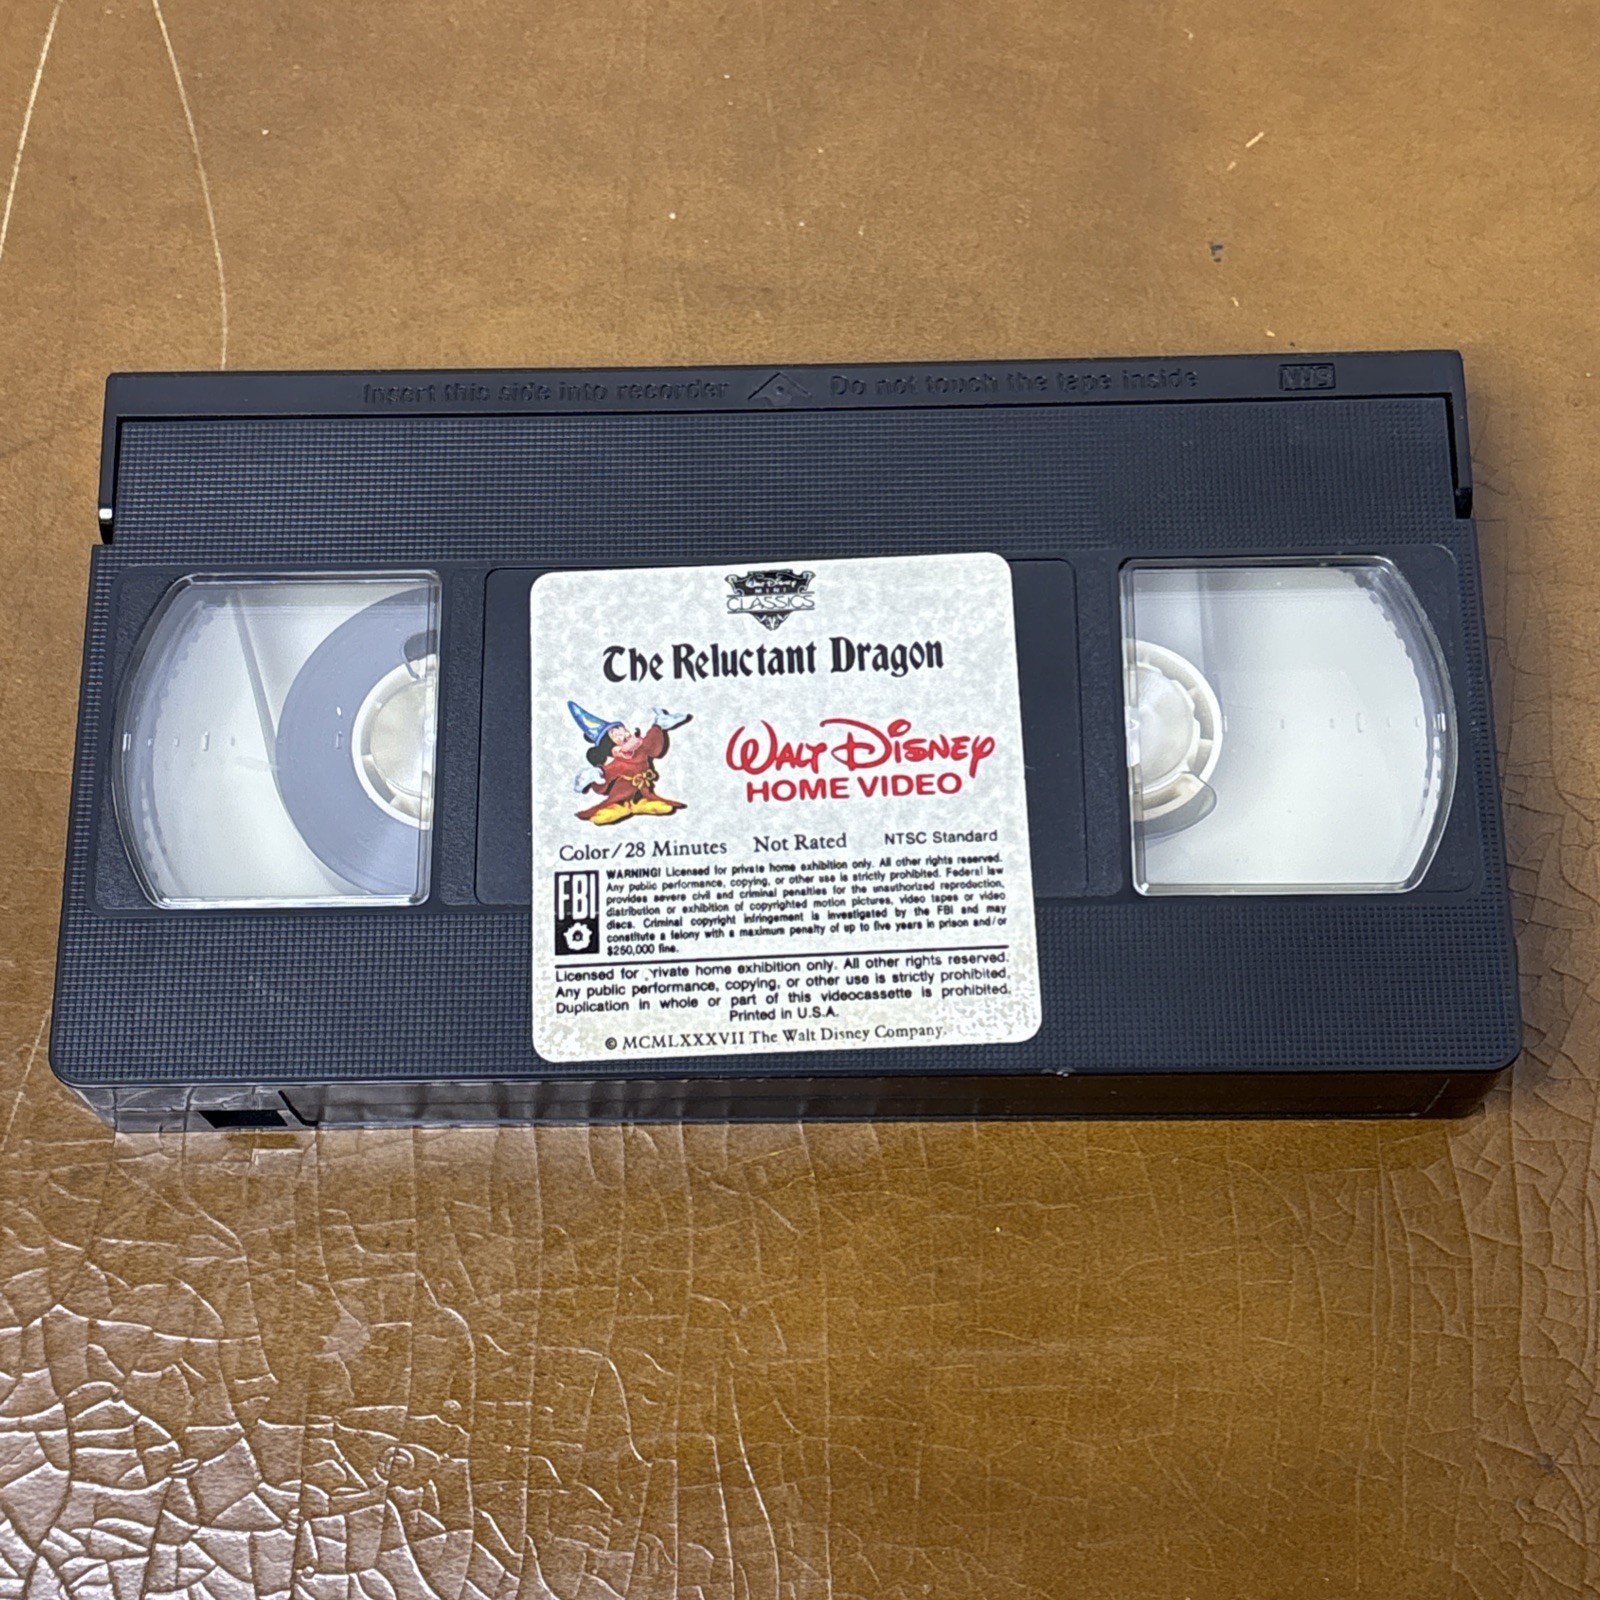 Insert this side into recorder Do not touch the tape inside VHS
Walt Disney
MINI
CLASSICS
The Reluctant Dragon
WALT DISNEY
HOME VIDEO
Color/28 Minutes Not Rated NTSC Standard
FBI
WARNING! Licensed for private home exhibition only. All other rights reserved.
Any public performance, copying, or other use is strictly prohibited. Federal law
provides severe civil and criminal penalties for the unauthorized reproduction,
distribution or exhibition of copyrighted motion pictures, video tapes or video
discs. Criminal copyright infringement is investigated by the FBI and may
constitute a felony with a maximum penalty of up to five years in prison and/or
$250,000 fine.
Licensed for private home exhibition only. All other rights reserved.
Any public performance, copying, or other use is strictly prohibited.
Duplication in whole or part of this videocassette is prohibited.
Printed in U.S.A.
© MCMLXXXVII The Walt Disney Company.